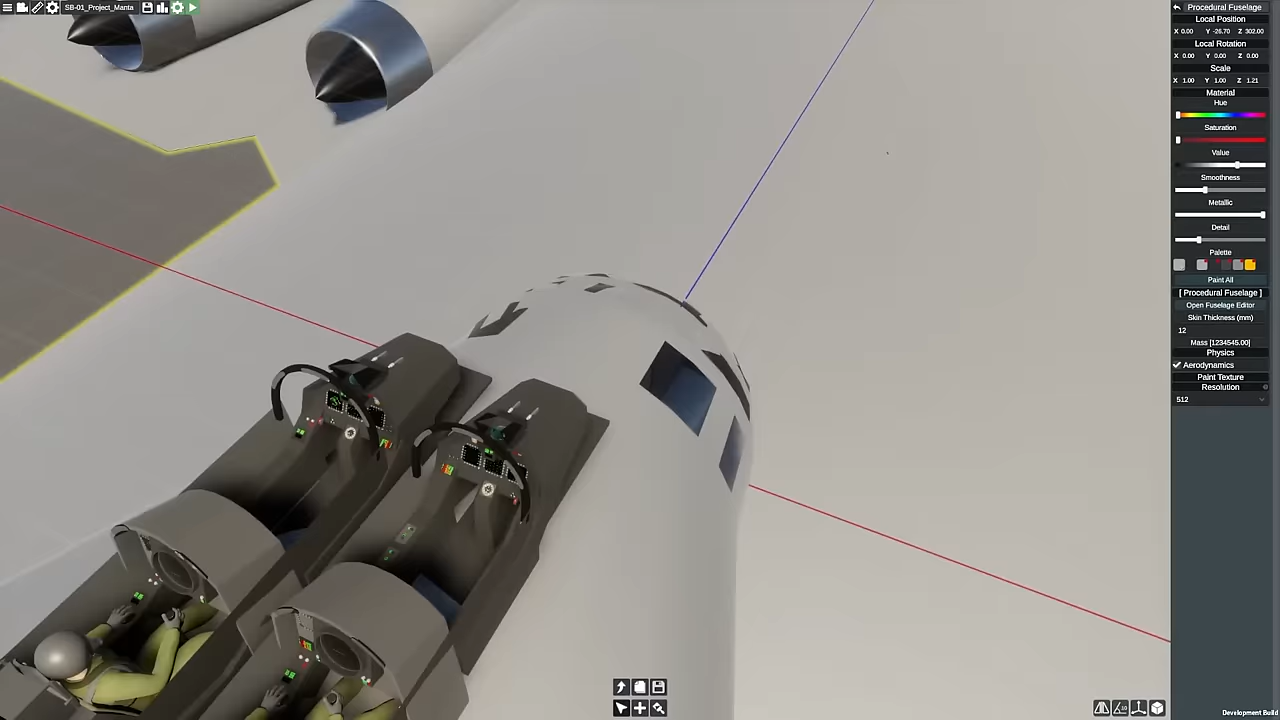 SB-01_Project_Manta
Procedural Fuselage
Local Position
X 0.00 Y -26.70 Z 302.00
Local Rotation
X 0.00 Y 0.00 Z 0.00
Scale
X 1.00 Y 1.00 Z 1.21
Material
Hue
Saturation
Value
Smoothness
Metallic
Detail
Palette
Paint All
[ Procedural Fuselage ]
Open Fuselage Editor
Skin Thickness (mm)
12
Mass [1234545.00]
Physics
Aerodynamics
Paint Texture
Resolution
512
Development Build